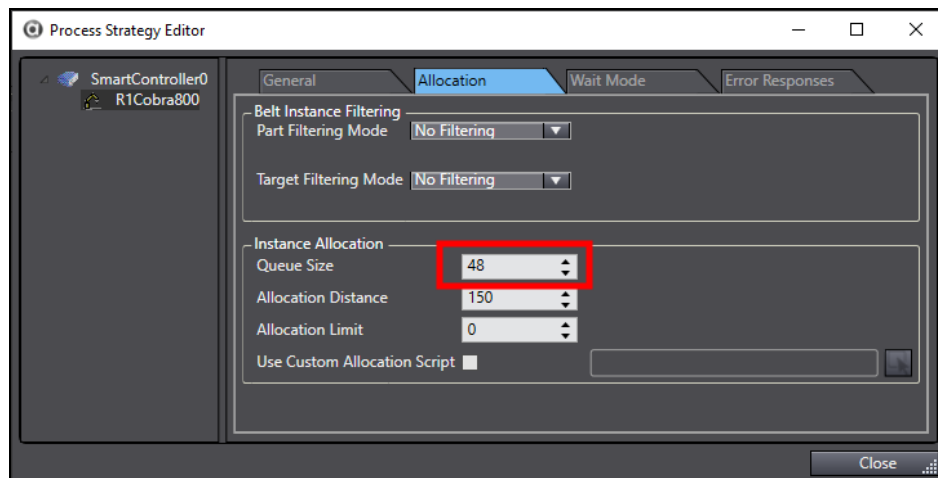 Process Strategy Editor
SmartController0
R1Cobra800
General Allocation Wait Mode Error Responses
Belt Instance Filtering
Part Filtering Mode No Filtering
Target Filtering Mode No Filtering
Instance Allocation
Queue Size 48
Allocation Distance 150
Allocation Limit 0
Use Custom Allocation Script
Close